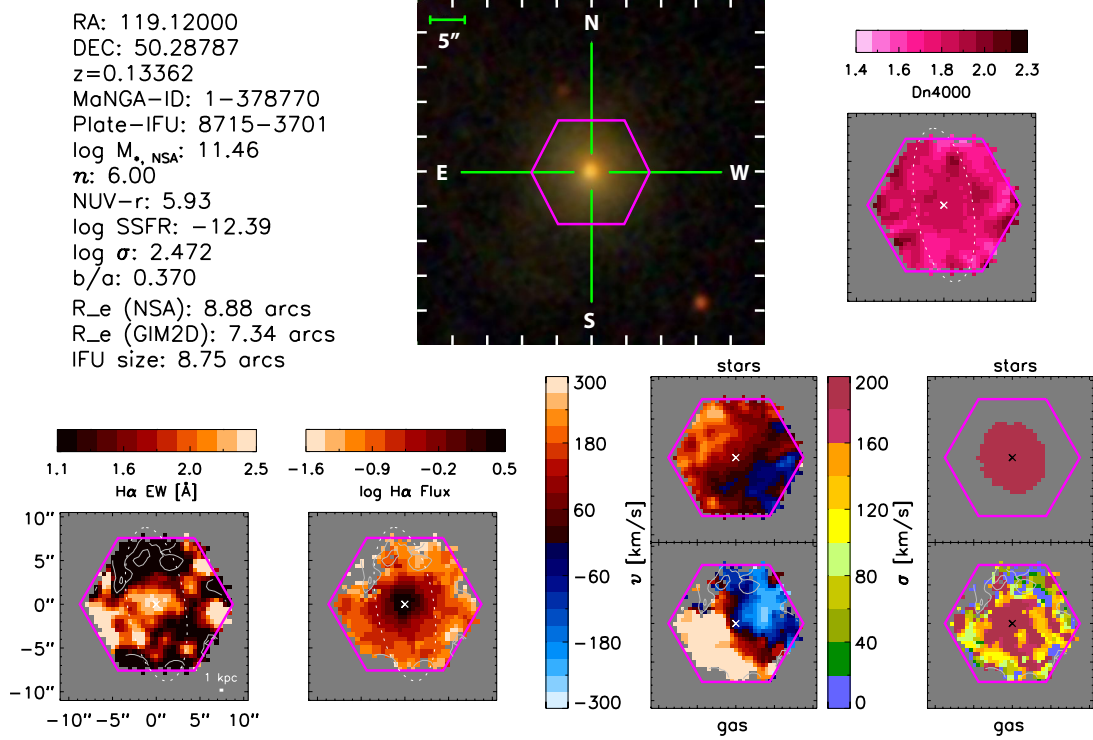 RA: 119.12000
DEC: 50.28787
z=0.13362
MaNGA-ID: 1-378770
Plate-IFU: 8715-3701
log M*, NSA: 11.46
n: 6.00
NUV-r: 5.93
log SSFR: -12.39
log σ: 2.472
b/a: 0.370
R_e (NSA): 8.88 arcs
R_e (GIM2D): 7.34 arcs
IFU size: 8.75 arcs
5″
N
E
W
S
1.4 1.6 1.8 2.0 2.3
Dn4000
1.1 1.6 2.0 2.5
Hα EW [Å]
-1.6 -0.9 -0.2 0.5
log Hα Flux
10″
5″
0″
-5″
-10″
-10″ -5″ 0″ 5″ 10″
1 kpc
300
180
60
-60
-180
-300
v [km/s]
stars
gas
200
160
120
80
40
0
σ [km/s]
stars
gas